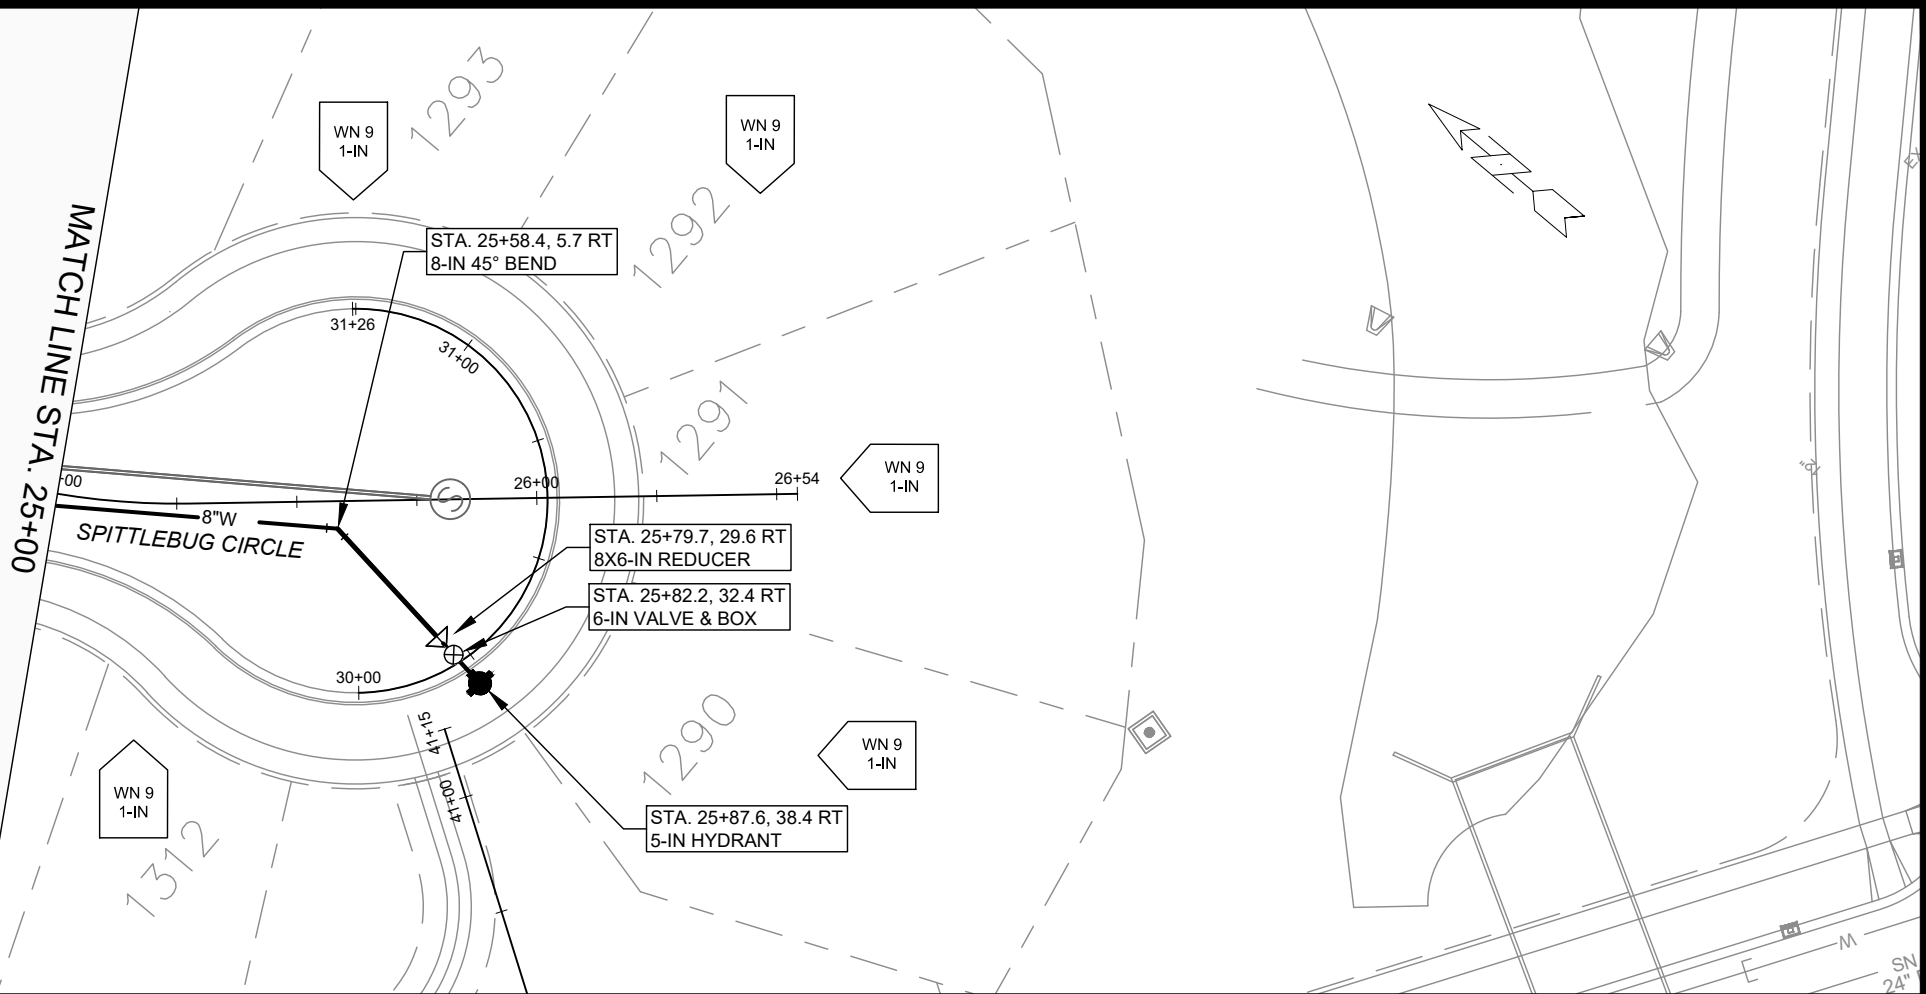 1293
WN 9
1-IN
WN 9
1-IN
1292
MATCH LINE STA. 25+00
STA. 25+58.4, 5.7 RT
8-IN 45° BEND
31+26
31+00
1291
WN 9
1-IN
26+54
26+00
+00
S
8"W
SPITTLEBUG CIRCLE
STA. 25+79.7, 29.6 RT
8X6-IN REDUCER
STA. 25+82.2, 32.4 RT
6-IN VALVE & BOX
30+00
41+15
41+00
1290
WN 9
1-IN
WN 9
1-IN
1312
STA. 25+87.6, 38.4 RT
5-IN HYDRANT
EX
12"
E
E
W
SN
24"